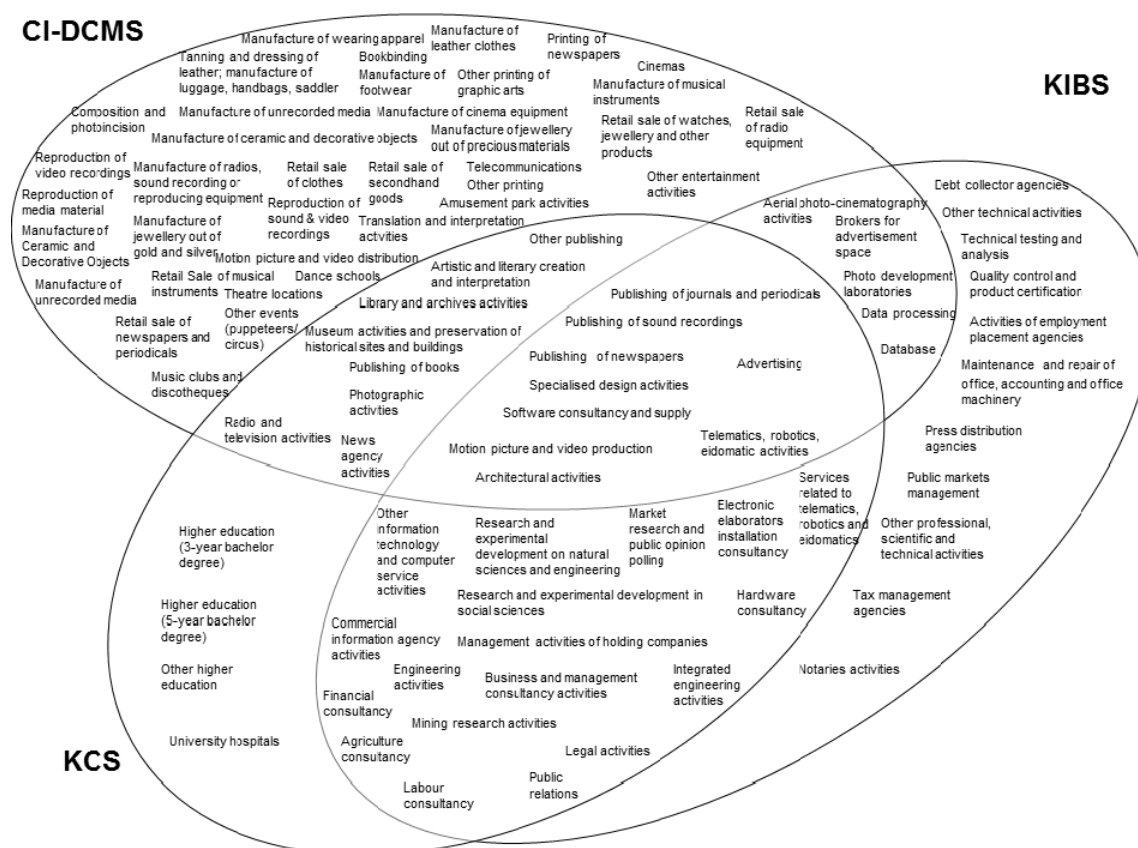 CI-DCMS
KIBS
KCS
Manufacture of wearing apparel
Manufacture of
leather clothes
Printing of
newspapers
Tanning and dressing of
leather; manufacture of
luggage, handbags, saddler
Bookbinding
Manufacture of
footwear
Other printing of
graphic arts
Cinemas
Manufacture of musical
instruments
Composition and
photoincision
Manufacture of unrecorded media
Manufacture of cinema equipment
Retail sale of watches,
jewellery and other
products
Retail sale
of radio
equipment
Manufacture of ceramic and decorative objects
Manufacture of jewellery
out of precious materials
Reproduction of
video recordings
Manufacture of radios,
sound recording or
reproducing equipment
Retail sale
of clothes
Retail sale of
secondhand
goods
Telecommunications
Other printing
Amusement park activities
Other entertainment
activities
Reproduction of
media material
Reproduction of
sound & video
recordings
Translation and interpretation
activities
Manufacture of
Ceramic and
Decorative Objects
Manufacture of
jewellery out of
gold and silver
Motion picture and video distribution
Manufacture of
unrecorded media
Retail Sale of musical
instruments
Dance schools
Theatre locations
Retail sale of
newspapers and
periodicals
Other events
(puppeteers/
circus)
Music clubs and
discotheques
Aerial photo-cinematography
activities
Brokers for
advertisement
space
Photo development
laboratories
Data processing
Database
Debt collector agencies
Other technical activities
Technical testing and
analysis
Quality control and
product certification
Activities of employment
placement agencies
Maintenance and repair of
office, accounting and office
machinery
Press distribution
agencies
Public markets
management
Other professional,
scientific and
technical activities
Tax management
agencies
Notaries activities
Other publishing
Artistic and literary creation
and interpretation
Library and archives activities
Museum activities and preservation of
historical sites and buildings
Publishing of books
Photographic
activities
Radio and
television activities
News
agency
activities
Publishing of journals and periodicals
Publishing of sound recordings
Publishing of newspapers
Advertising
Specialised design activities
Software consultancy and supply
Motion picture and video production
Telematics, robotics,
eidomatic activities
Architectural activities
Services
related to
telematics,
robotics and
eidomatics
Higher education
(3-year bachelor
degree)
Higher education
(5-year bachelor
degree)
Other higher
education
University hospitals
Other
information
technology
and computer
service
activities
Research and
experimental
development on natural
sciences and engineering
Market
research and
public opinion
polling
Electronic
elaborators
installation
consultancy
Research and experimental development in
social sciences
Hardware
consultancy
Commercial
information agency
activities
Management activities of holding companies
Engineering
activities
Business and management
consultancy activities
Integrated
engineering
activities
Financial
consultancy
Mining research activities
Agriculture
consutancy
Legal activities
Labour
consultancy
Public
relations